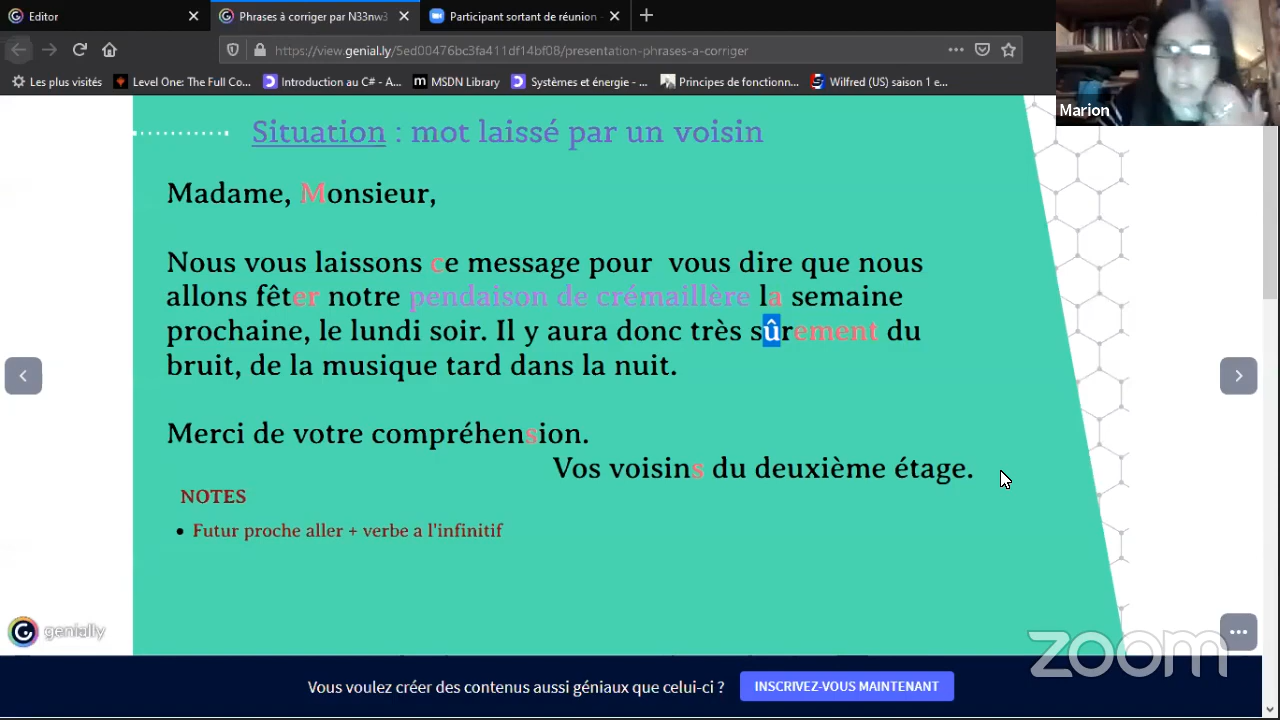 Editor
Phrases à corriger par N33nw3
Participant sortant de réunion -
https://view.genial.ly/5ed00476bc3fa411df14bf08/presentation-phrases-a-corriger
Les plus visités
Level One: The Full Co...
Introduction au C# - A...
MSDN Library
Systèmes et énergie - ...
Principes de fonctionn...
Wilfred (US) saison 1 e...
Marion
Situation : mot laissé par un voisin
Madame, Monsieur,
Nous vous laissons ce message pour vous dire que nous
allons fêter notre pendaison de crémaillère la semaine
prochaine, le lundi soir. Il y aura donc très sûrement du
bruit, de la musique tard dans la nuit.
Merci de votre compréhension.
Vos voisins du deuxième étage.
NOTES
• Futur proche aller + verbe a l'infinitif
genially
zoom
Vous voulez créer des contenus aussi géniaux que celui-ci ?
INSCRIVEZ-VOUS MAINTENANT